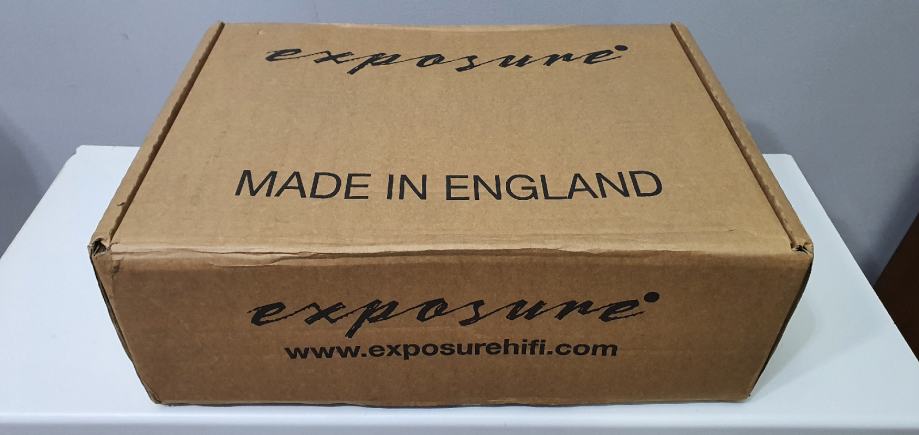 exposure
MADE IN ENGLAND
exposure
www.exposurehifi.com